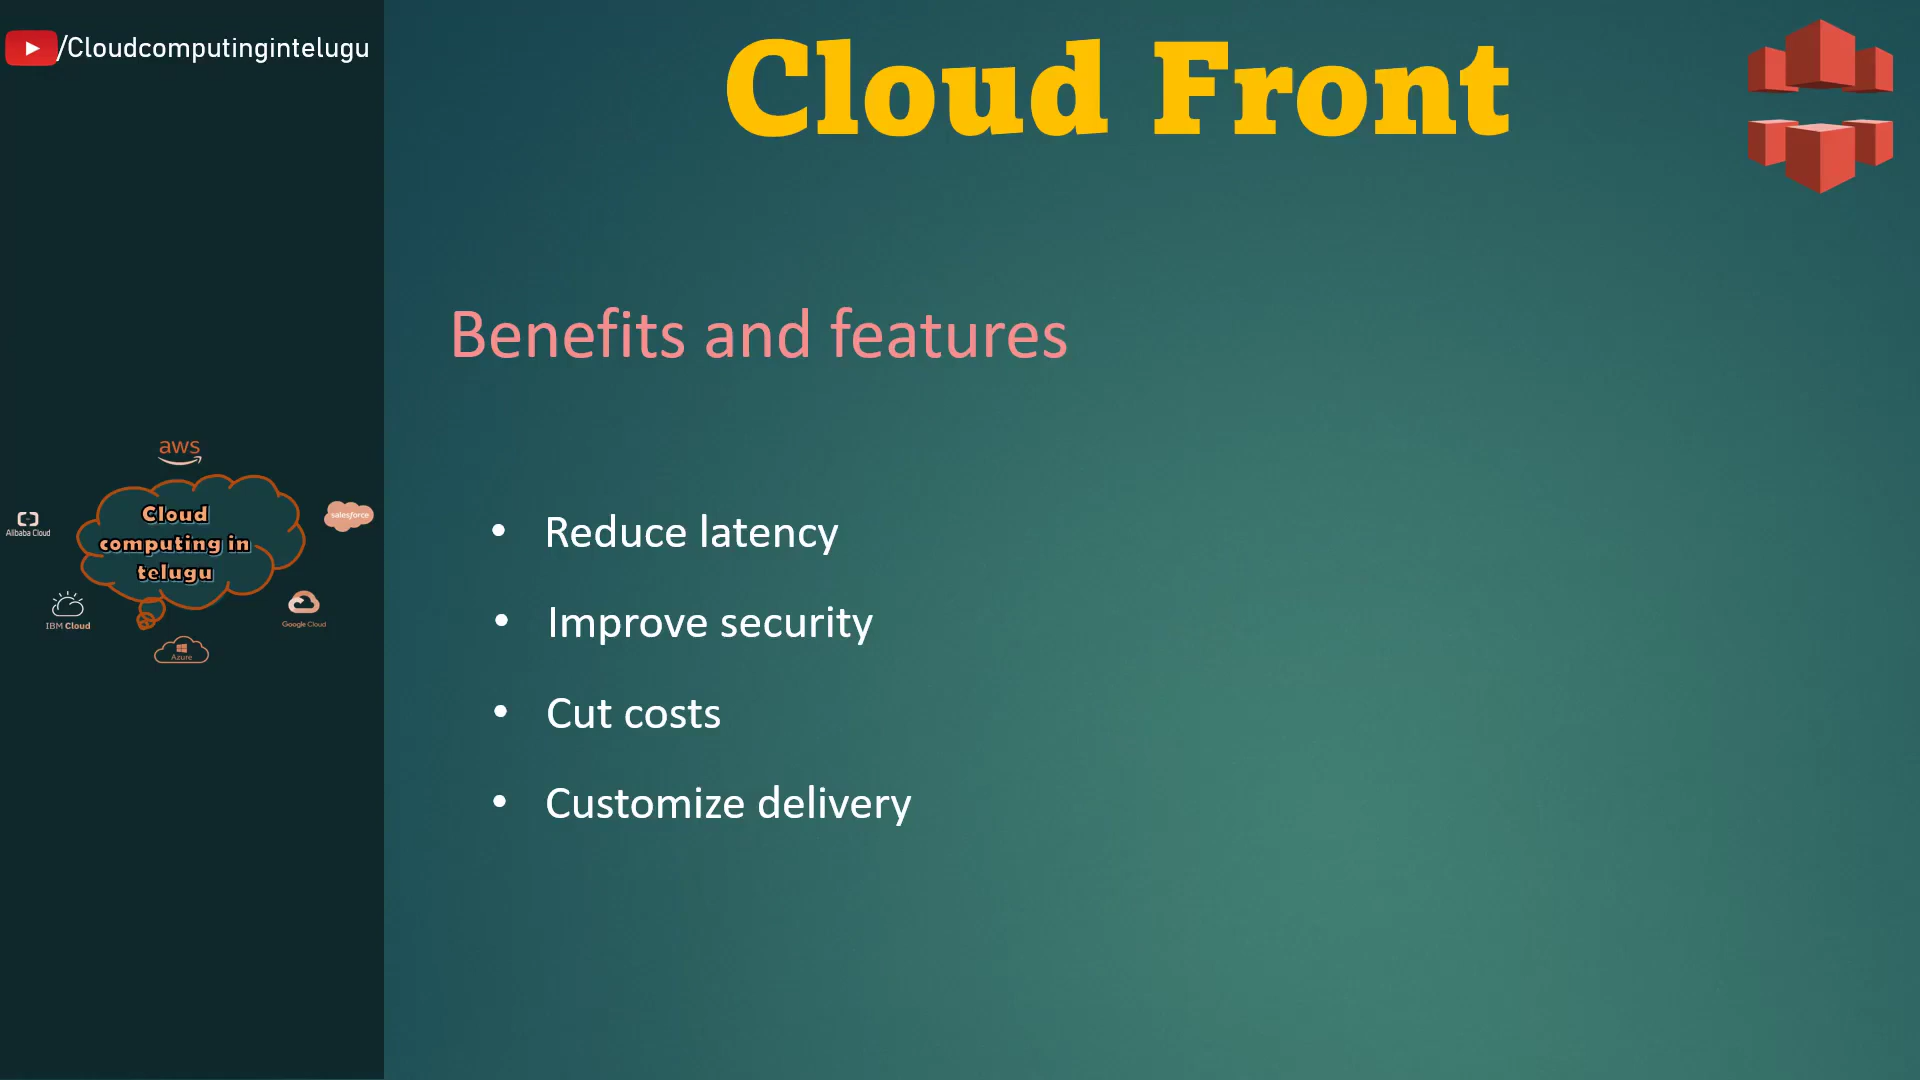 /Cloudcomputingintelugu
Cloud Front
Benefits and features
• Reduce latency
• Improve security
• Cut costs
• Customize delivery
aws
Alibaba Cloud
salesforce
Cloud
computing in
telugu
IBM Cloud
Google Cloud
Azure